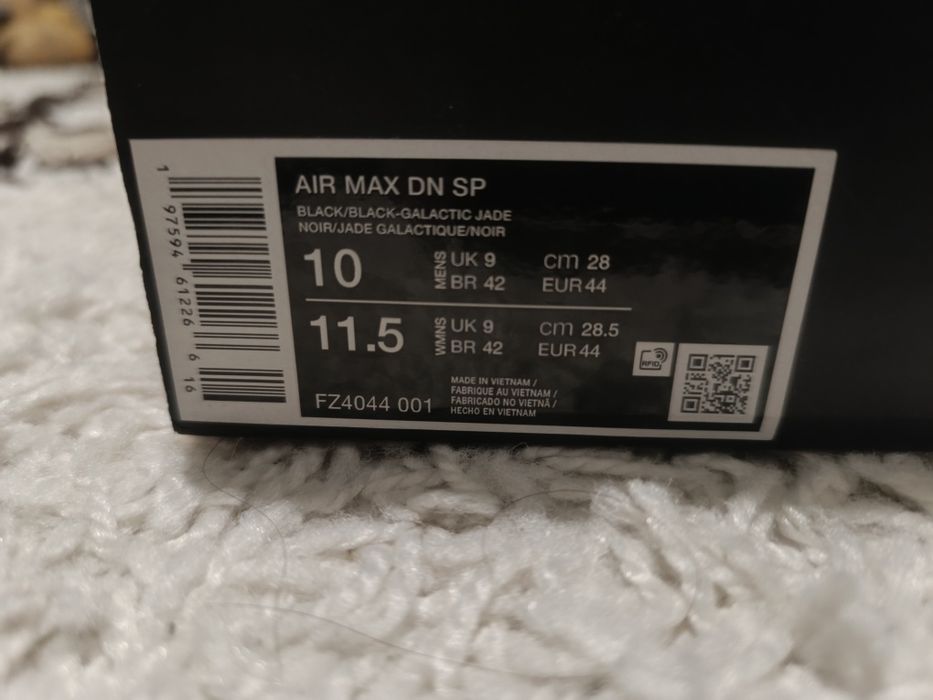 AIR MAX DN SP
BLACK/BLACK-GALACTIC JADE
NOIR/JADE GALACTIQUE/NOIR
10 MENS UK 9 cm 28
BR 42 EUR 44
11.5 WMNS UK 9 cm 28.5
BR 42 EUR 44
RFID
FZ4044 001
MADE IN VIETNAM /
FABRIQUE AU VIETNAM /
FABRICADO NO VIETNÃ /
HECHO EN VIETNAM
1 97594 61226 6 16